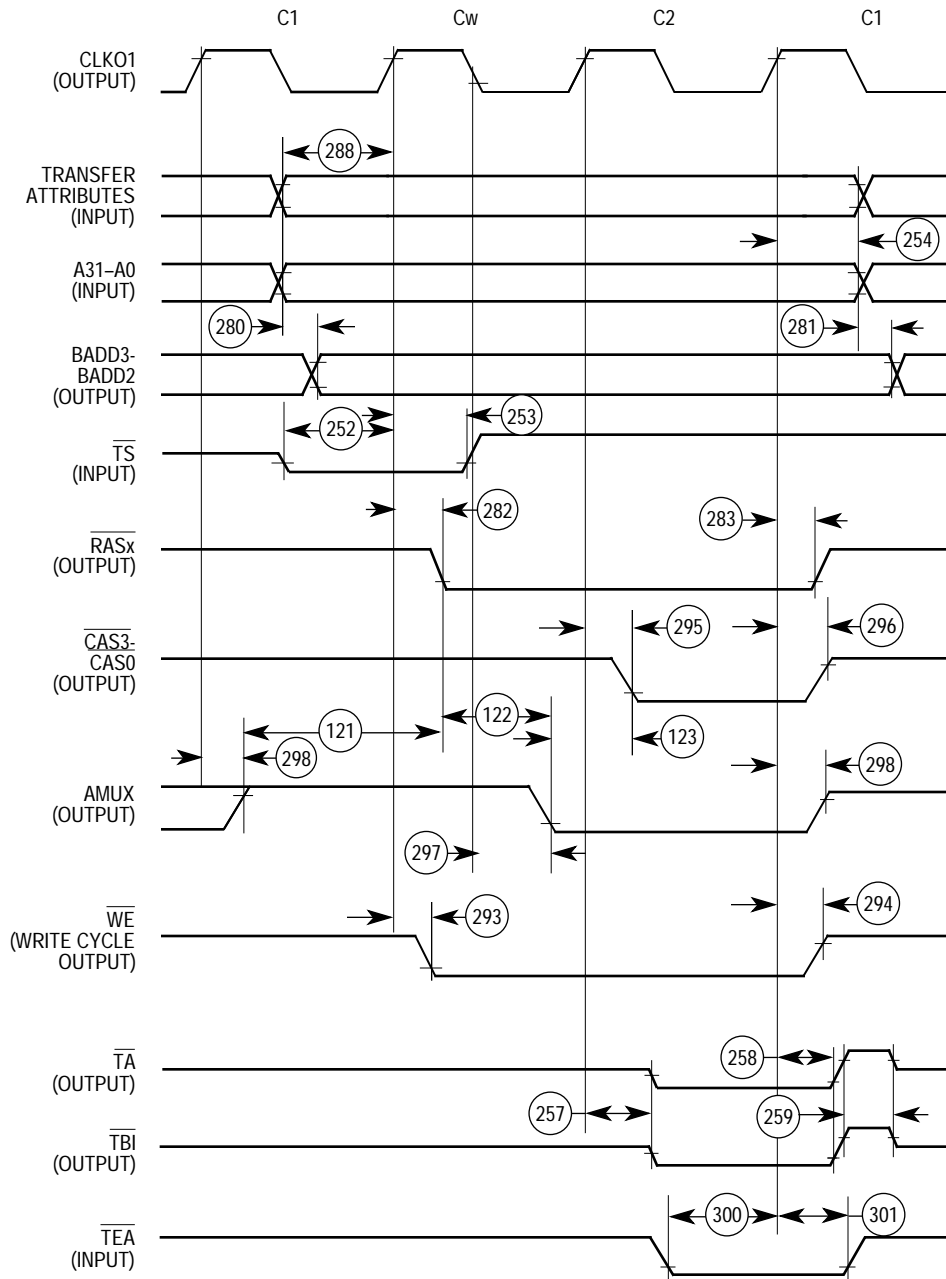 C1 Cw C2 C1
CLKO1
(OUTPUT)
288
TRANSFER
ATTRIBUTES
(INPUT)
254
A31–A0
(INPUT)
280 281
BADD3-
BADD2
(OUTPUT)
252 253
TS
(INPUT)
282 283
RASx
(OUTPUT)
295 296
CAS3-
CAS0
(OUTPUT)
121 122 123
298 298
AMUX
(OUTPUT)
297
293 294
WE
(WRITE CYCLE
OUTPUT)
258
TA
(OUTPUT)
257 259
TBI
(OUTPUT)
300 301
TEA
(INPUT)